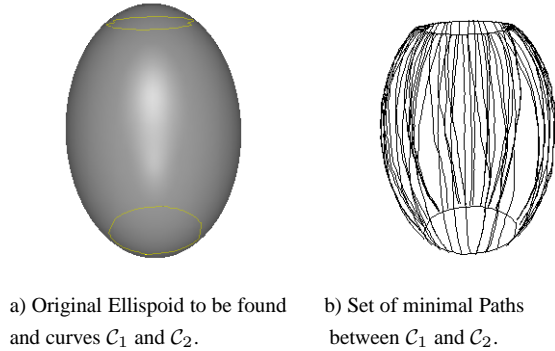 a) Original Ellispoid to be found
and curves C₁ and C₂.
b) Set of minimal Paths
between C₁ and C₂.